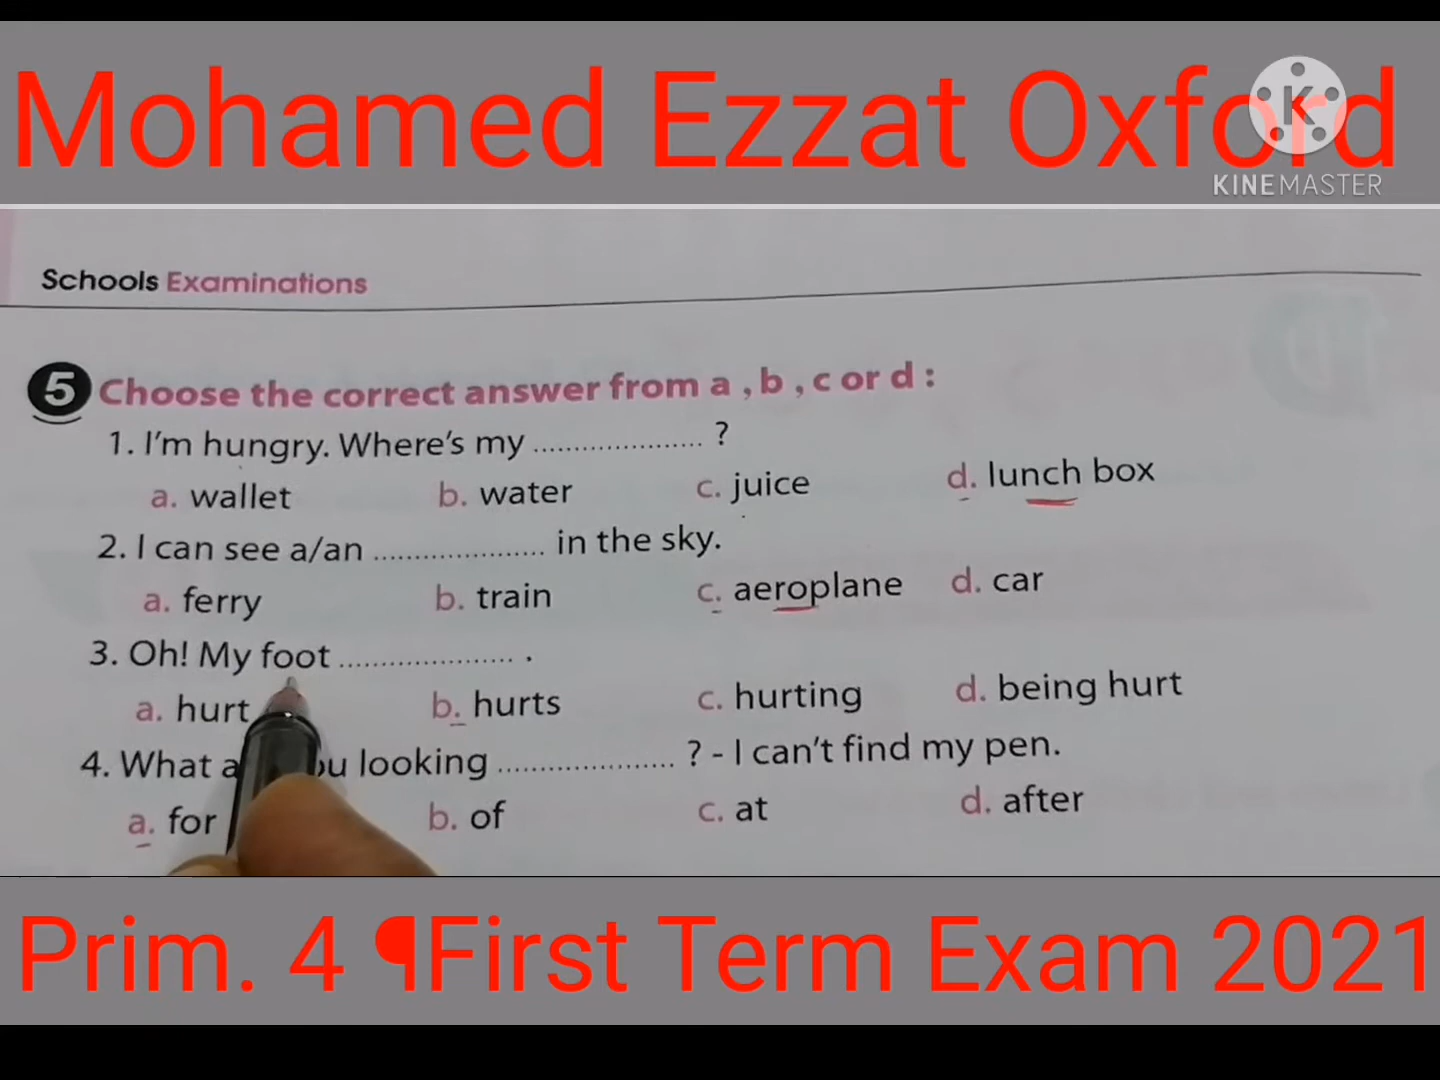 Mohamed Ezzat Oxford
KINEMASTER
Schools Examinations
5 Choose the correct answer from a , b , c or d :
1. I'm hungry. Where's my .................... ?
a. wallet b. water c. juice d. lunch box
2. I can see a/an .................... in the sky.
a. ferry b. train c. aeroplane d. car
3. Oh! My foot .................... .
a. hurt b. hurts c. hurting d. being hurt
4. What looking .................... ? - I can't find my pen.
a. for b. of c. at d. after
Prim. 4 ¶First Term Exam 2021